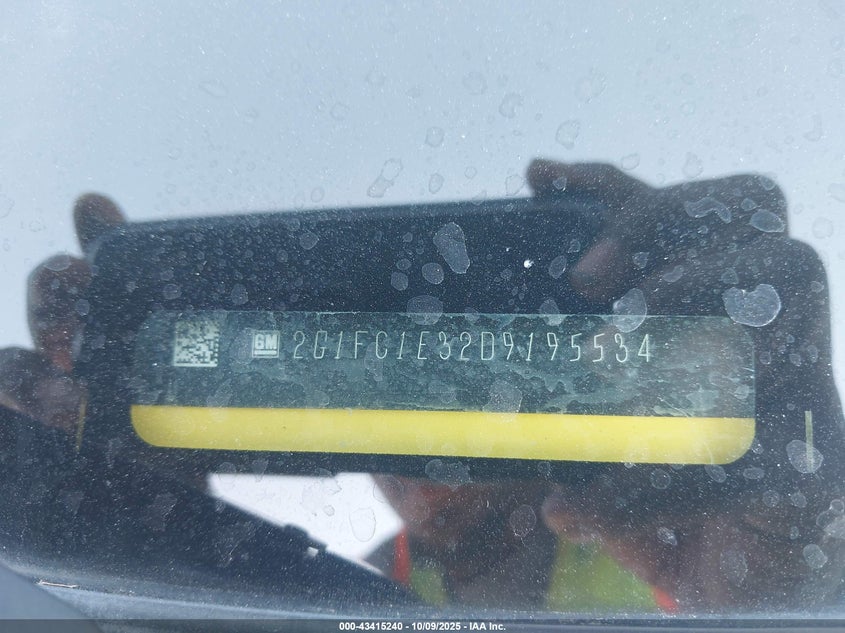 GM 2G1FC1E32D9195534
000-43415240 - 10/09/2025 - IAA Inc.